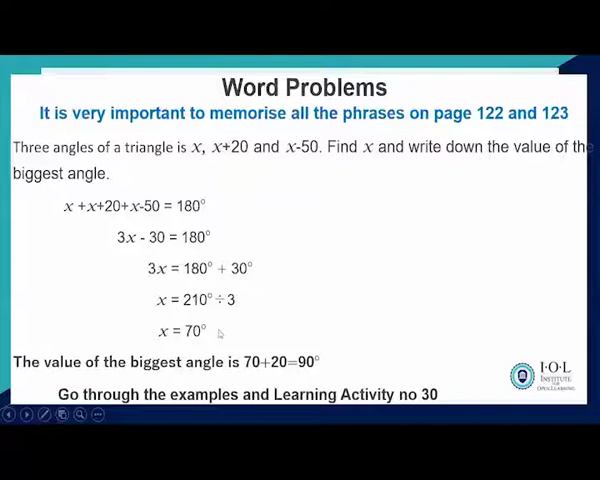 Word Problems
It is very important to memorise all the phrases on page 122 and 123
Three angles of a triangle is x, x+20 and x-50. Find x and write down the value of the
biggest angle.
x +x+20+x-50 = 180°
3x - 30 = 180°
3x = 180° + 30°
x = 210° ÷ 3
x = 70°
The value of the biggest angle is 70+20=90°
I·O·L
INSTITUTE
FOR
OPEN LEARNING
Go through the examples and Learning Activity no 30